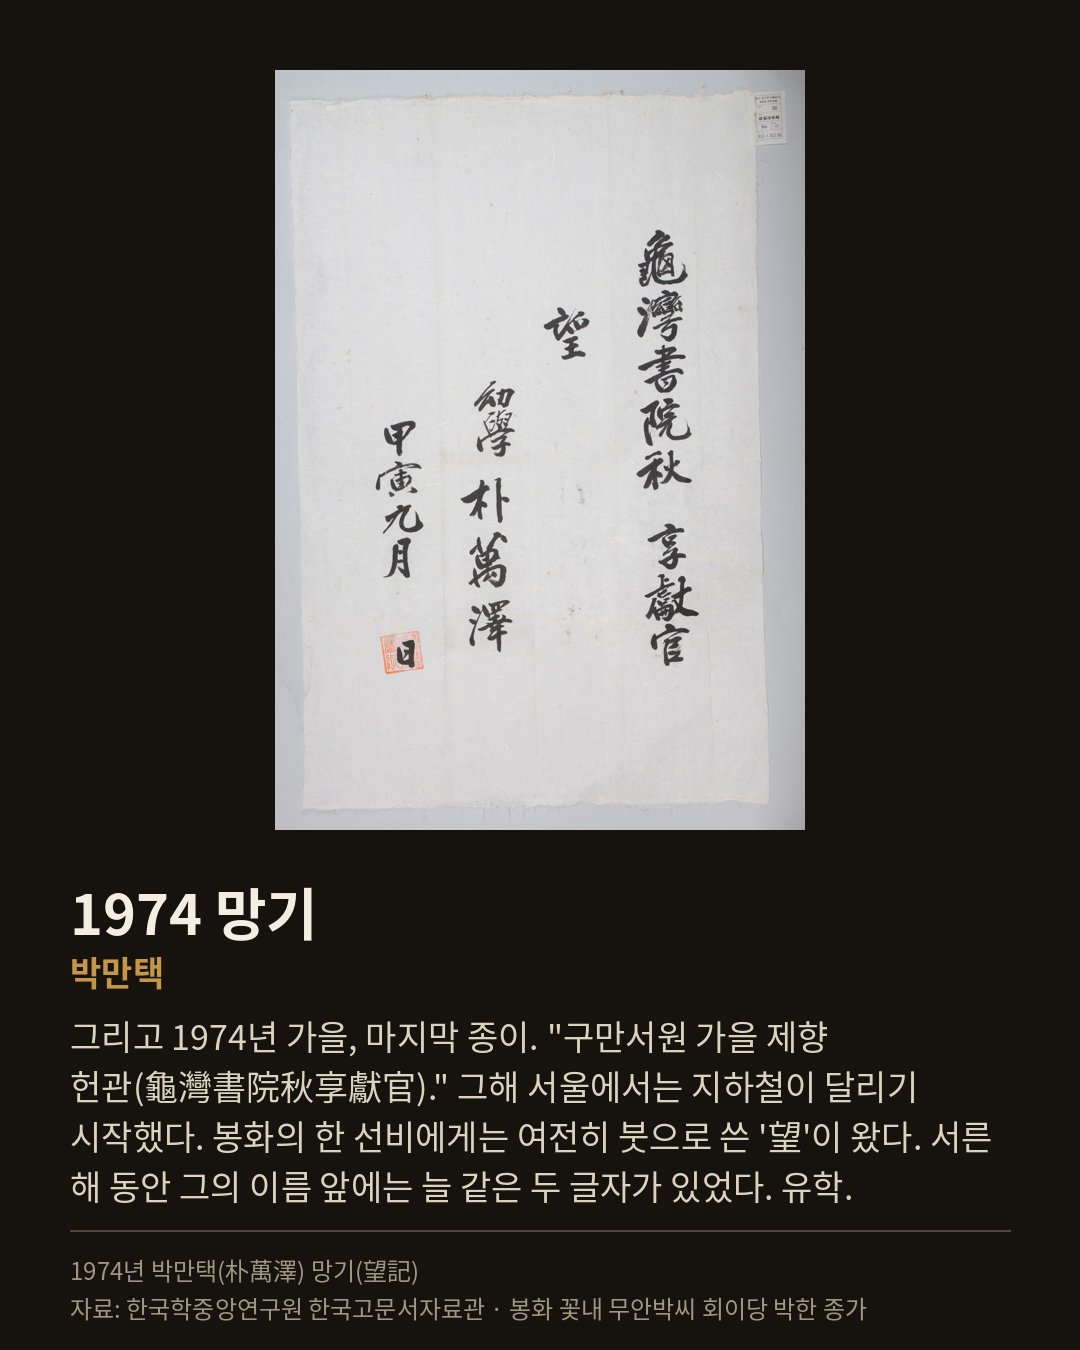 龜灣書院秋 享獻官
望
幼學 朴萬澤
甲寅九月 日
1974 망기
박만택
그리고 1974년 가을, 마지막 종이. "구만서원 가을 제향
헌관(龜灣書院秋享獻官)." 그해 서울에서는 지하철이 달리기
시작했다. 봉화의 한 선비에게는 여전히 붓으로 쓴 '望'이 왔다. 서른
해 동안 그의 이름 앞에는 늘 같은 두 글자가 있었다. 유학.
1974년 박만택(朴萬澤) 망기(望記)
자료: 한국학중앙연구원 한국고문서자료관 · 봉화 꽃내 무안박씨 회이당 박한 종가